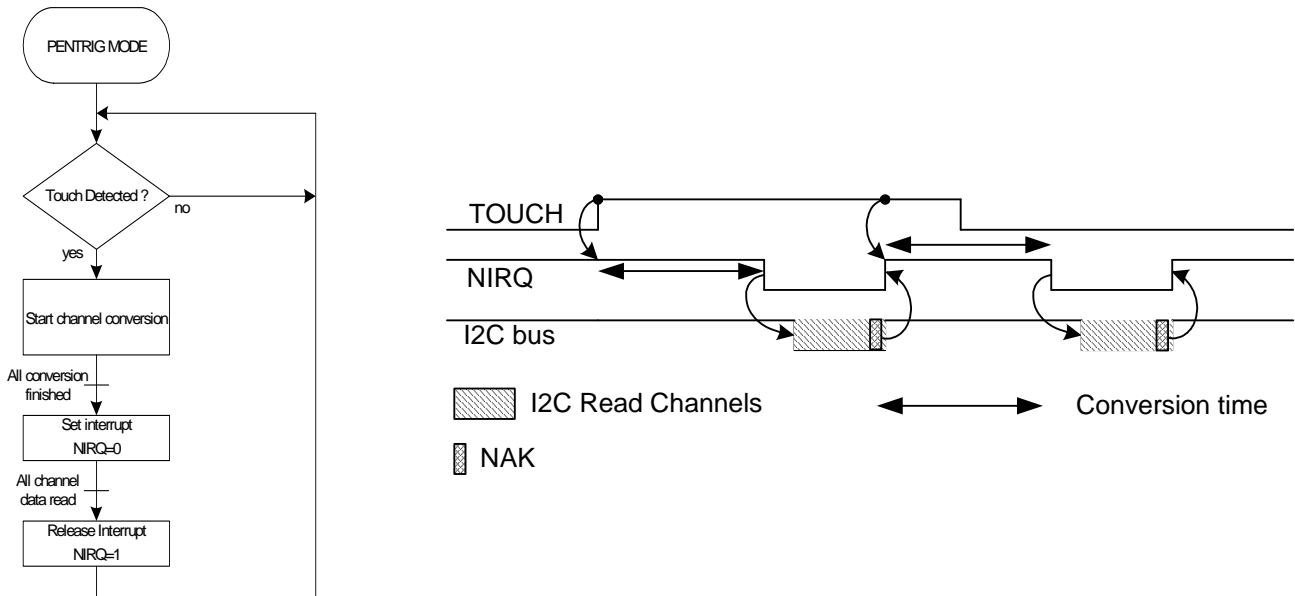 PENTRIG MODE
Touch Detected ?
no
yes
Start channel conversion
All conversion
finished
Set interrupt
NIRQ=0
All channel
data read
Release Interrupt
NIRQ=1
TOUCH
NIRQ
I2C bus
I2C Read Channels
Conversion time
NAK